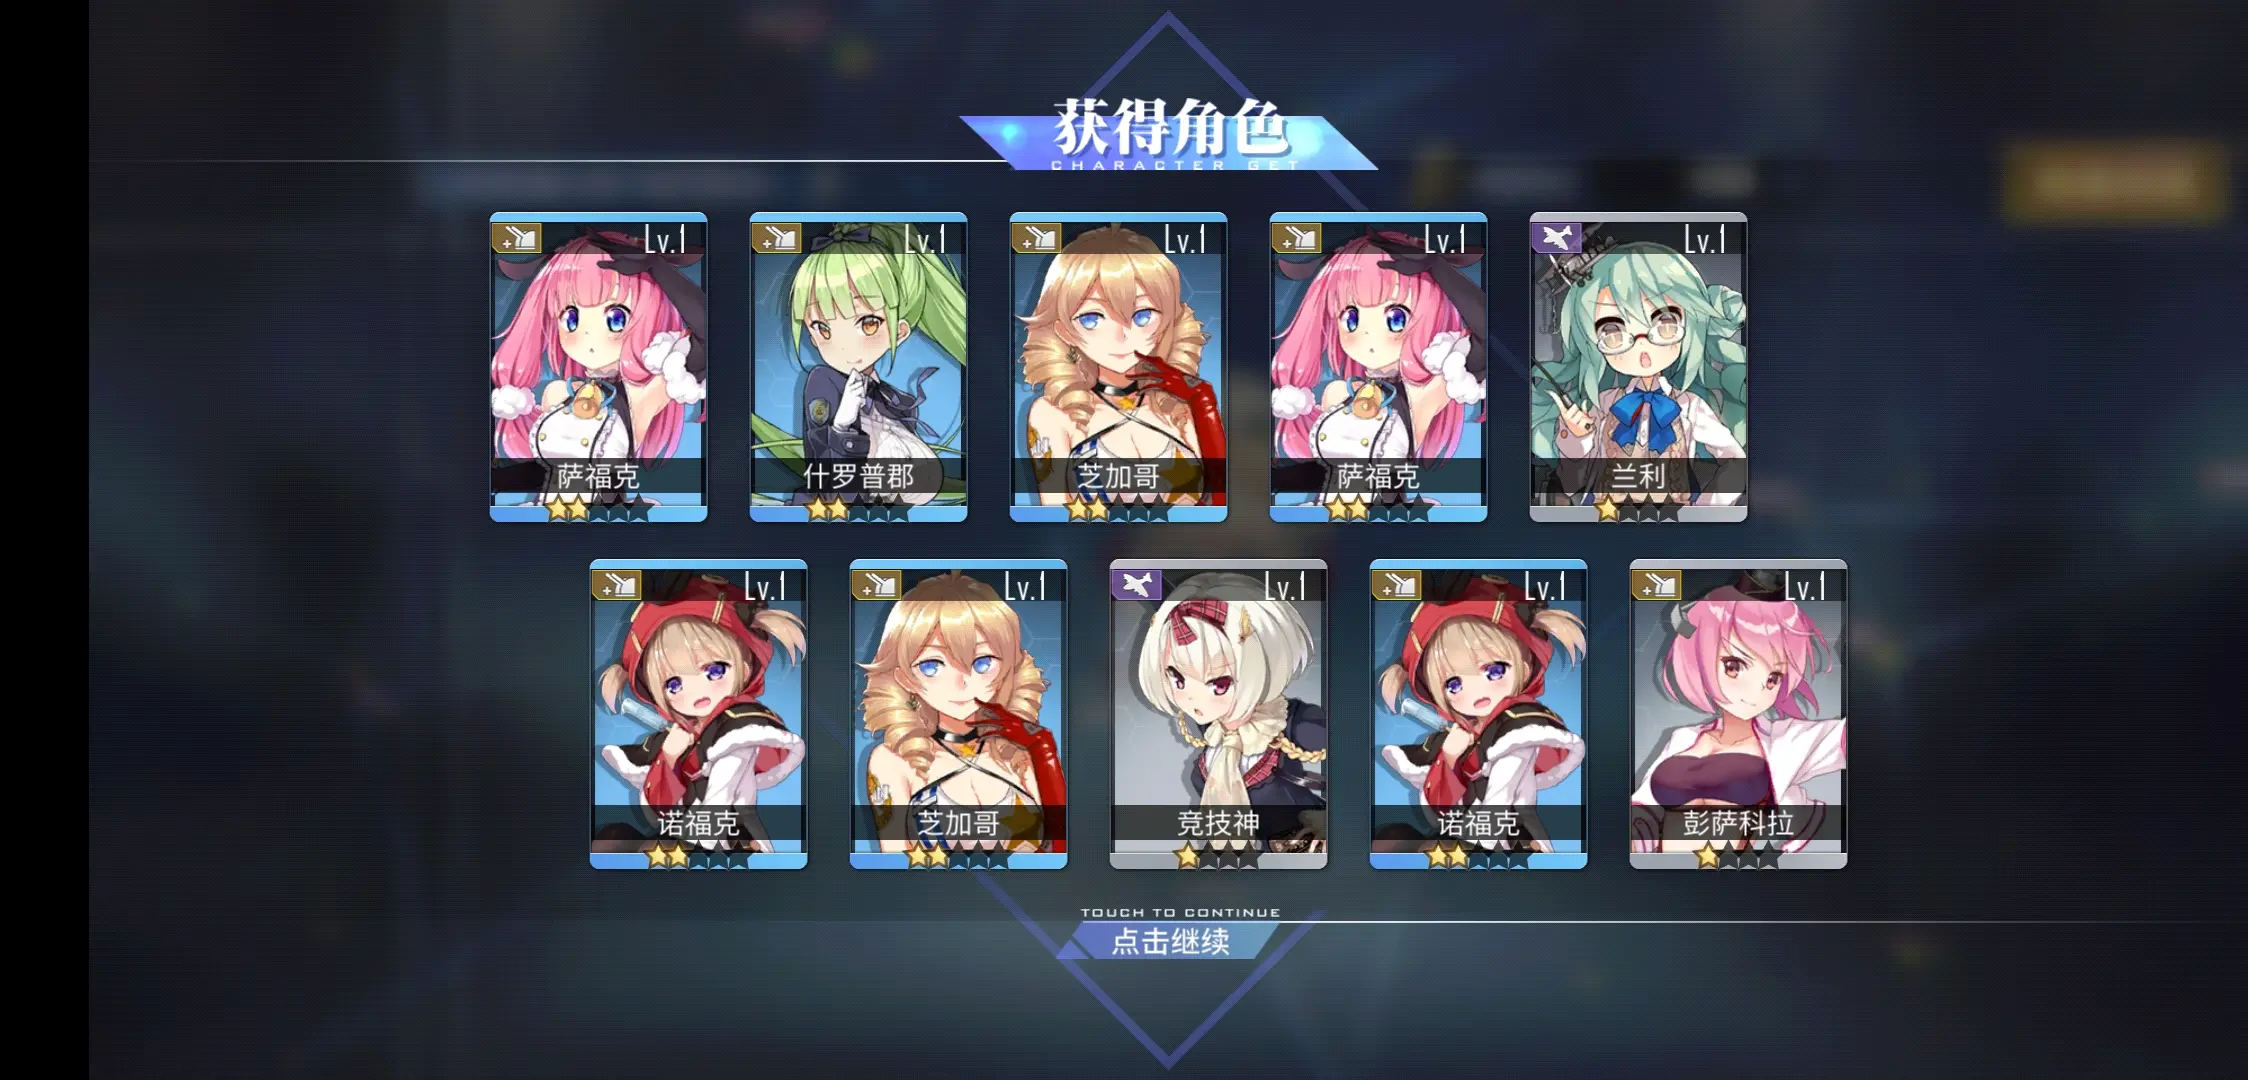 获得角色
CHARACTER GET
Lv.1
Lv.1
Lv.1
Lv.1
Lv.1
萨福克
什罗普郡
芝加哥
萨福克
兰利
Lv.1
Lv.1
Lv.1
Lv.1
Lv.1
诺福克
芝加哥
竞技神
诺福克
彭萨科拉
TOUCH TO CONTINUE
点击继续